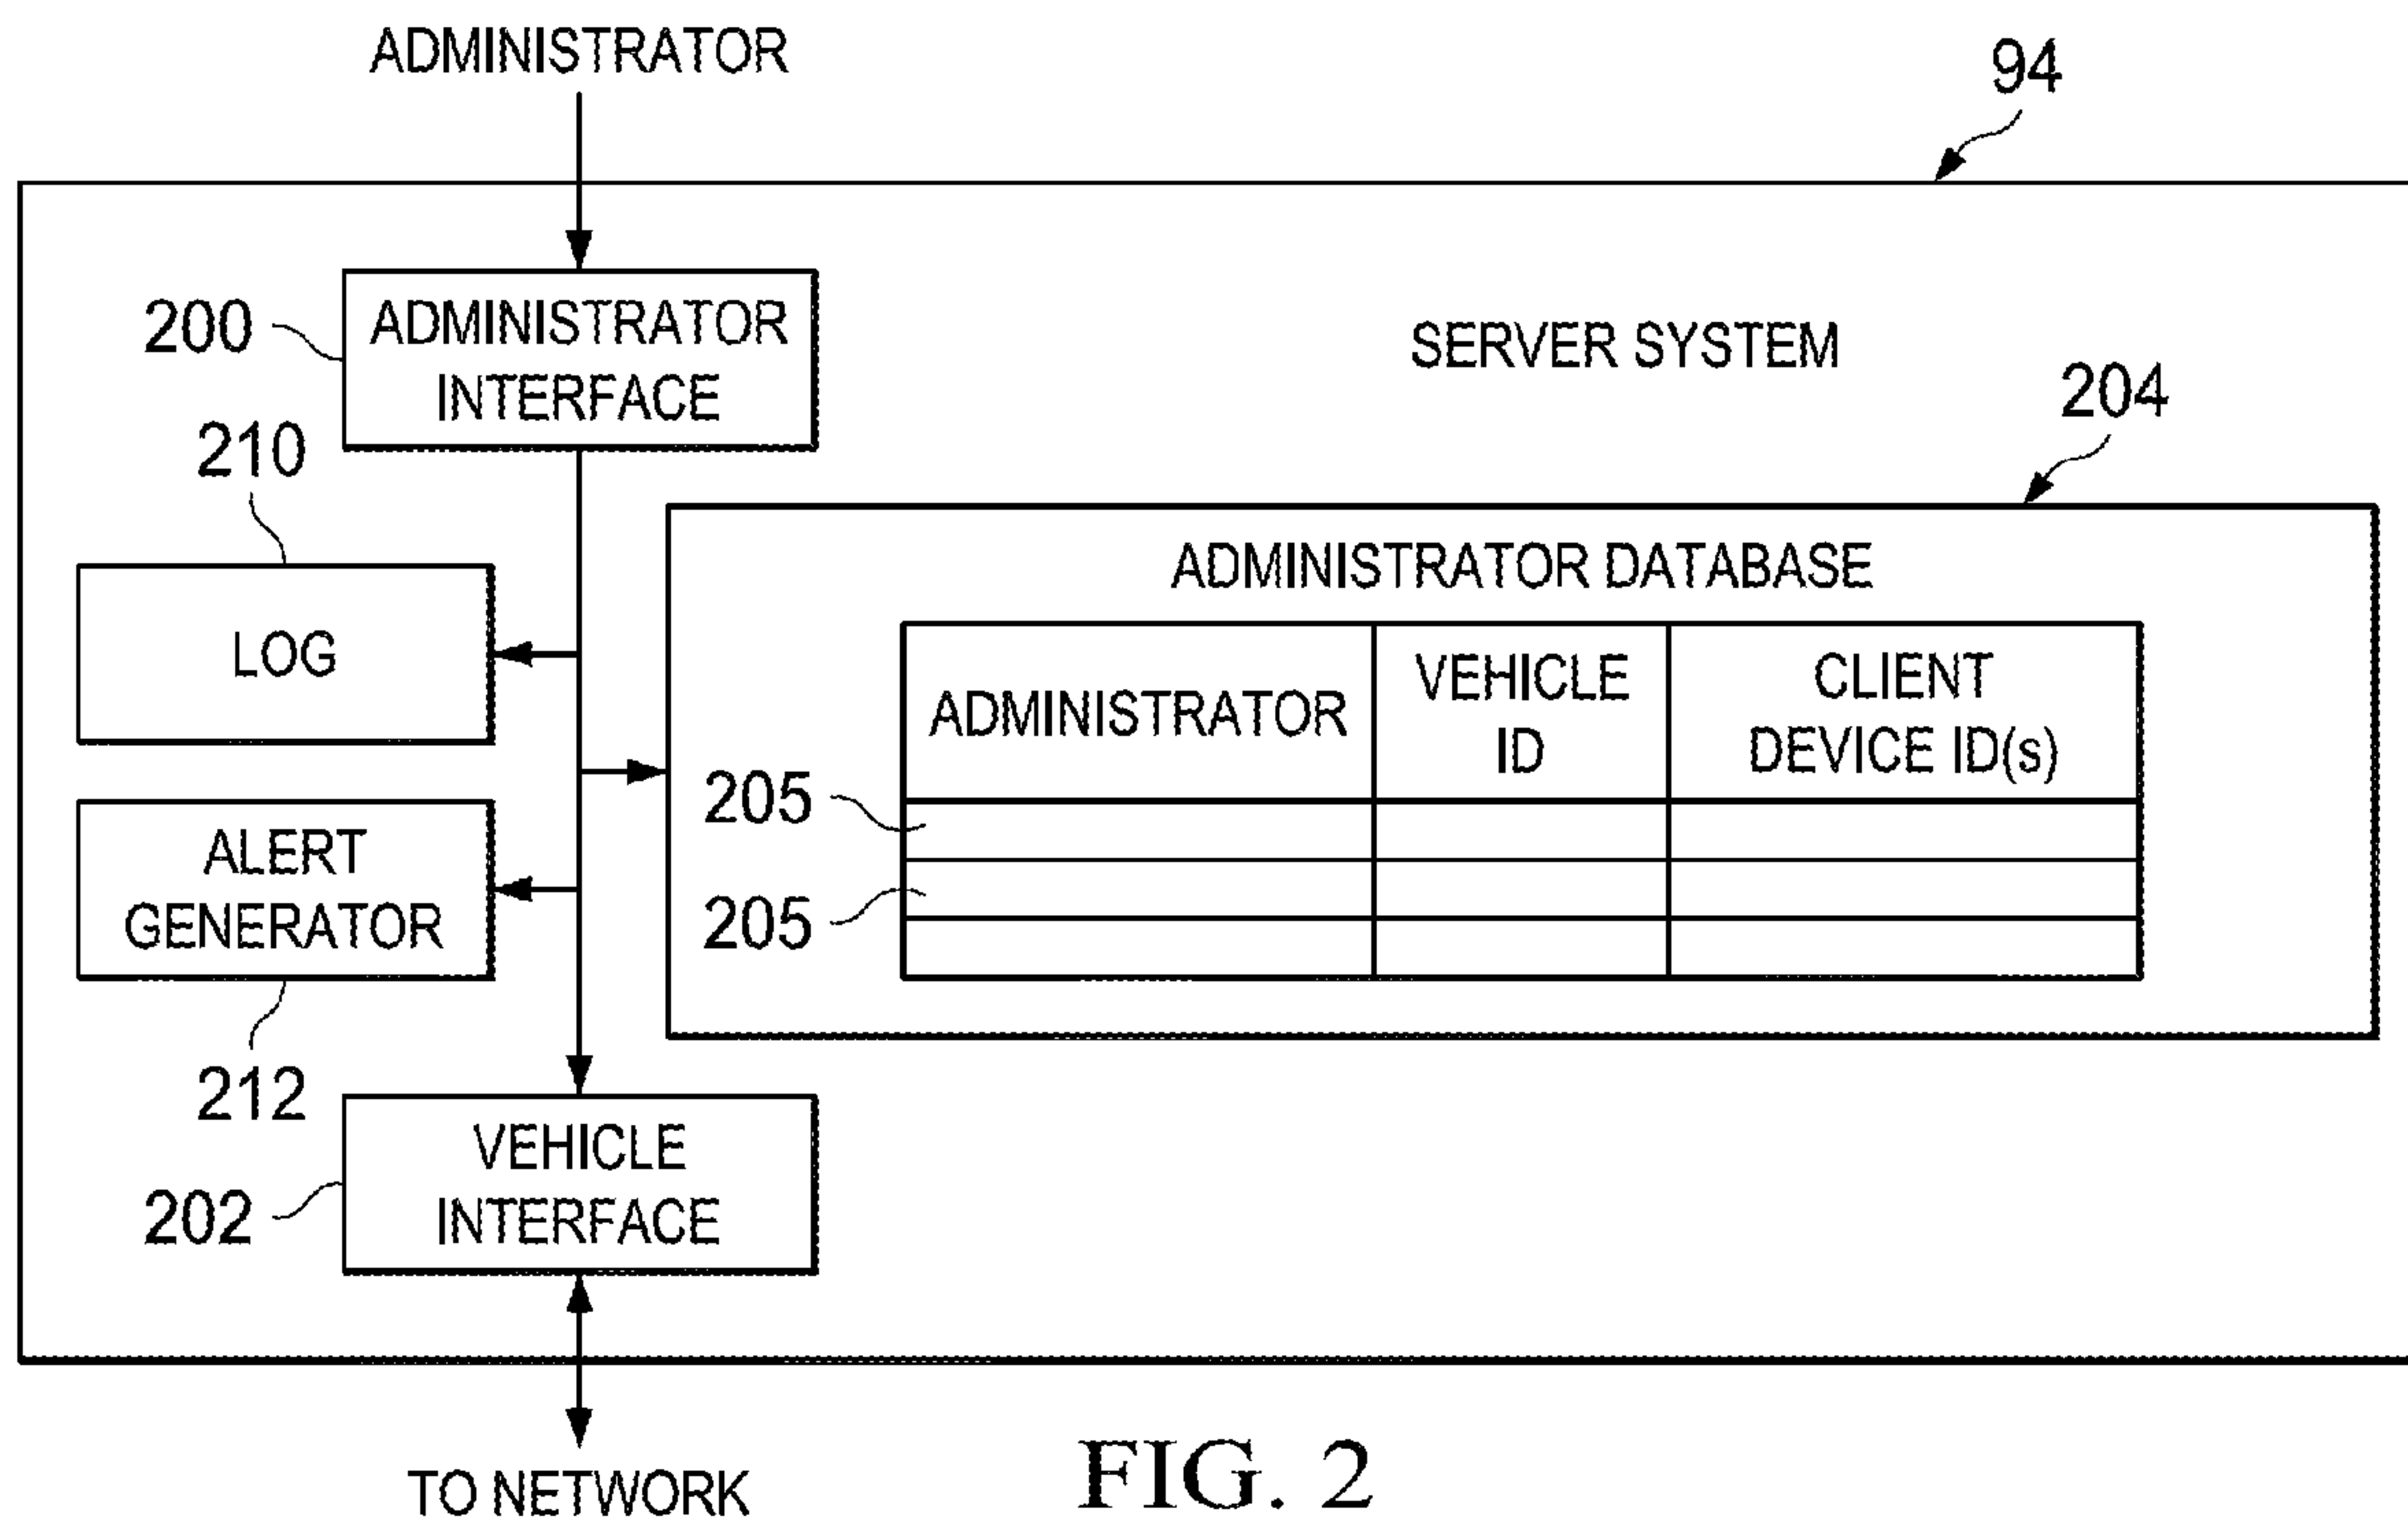 ADMINISTRATOR
94
200
ADMINISTRATOR
INTERFACE
SERVER SYSTEM
204
210
LOG
ADMINISTRATOR DATABASE
ADMINISTRATOR
VEHICLE
ID
CLIENT
DEVICE ID(s)
205
205
ALERT
GENERATOR
212
202
VEHICLE
INTERFACE
TO NETWORK
FIG. 2